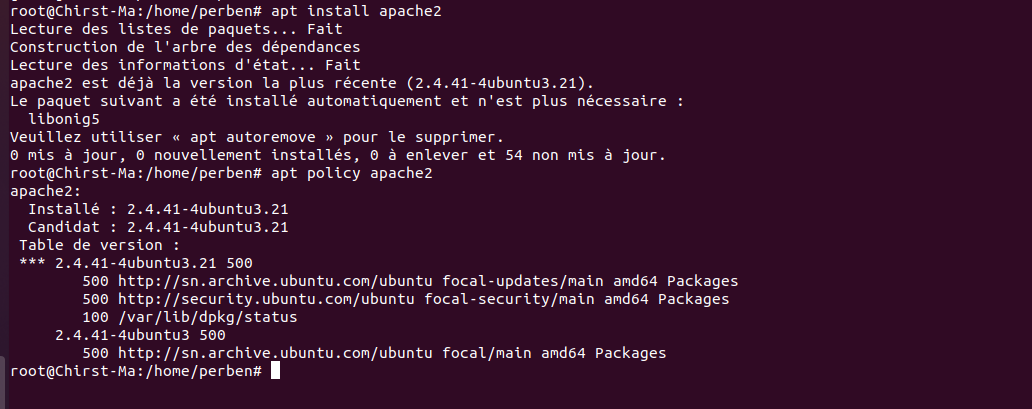 root@Chirst-Ma:/home/perben# apt install apache2
Lecture des listes de paquets... Fait
Construction de l'arbre des dépendances
Lecture des informations d'état... Fait
apache2 est déjà la version la plus récente (2.4.41-4ubuntu3.21).
Le paquet suivant a été installé automatiquement et n'est plus nécessaire :
  libonig5
Veuillez utiliser « apt autoremove » pour le supprimer.
0 mis à jour, 0 nouvellement installés, 0 à enlever et 54 non mis à jour.
root@Chirst-Ma:/home/perben# apt policy apache2
apache2:
  Installé : 2.4.41-4ubuntu3.21
  Candidat : 2.4.41-4ubuntu3.21
 Table de version :
 *** 2.4.41-4ubuntu3.21 500
        500 http://sn.archive.ubuntu.com/ubuntu focal-updates/main amd64 Packages
        500 http://security.ubuntu.com/ubuntu focal-security/main amd64 Packages
        100 /var/lib/dpkg/status
     2.4.41-4ubuntu3 500
        500 http://sn.archive.ubuntu.com/ubuntu focal/main amd64 Packages
root@Chirst-Ma:/home/perben#